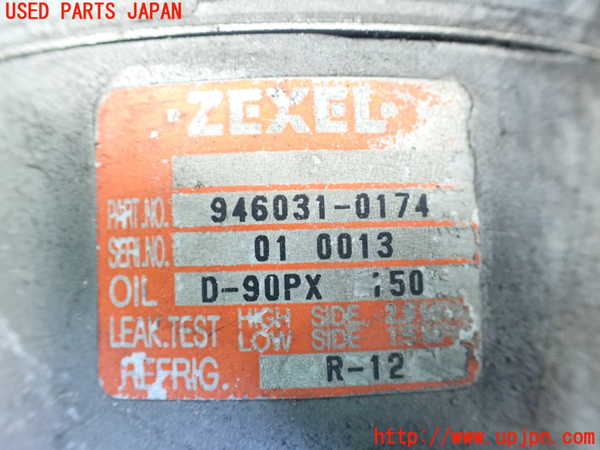 USED PARTS JAPAN
·ZEXEL·
PART.NO. 946031-0174
SERI.NO. 01 0013
OIL D-90PX 150
LEAK.TEST HIGH SIDE
LOW SIDE
REFRIG. R-12
http://www.upjpn.com